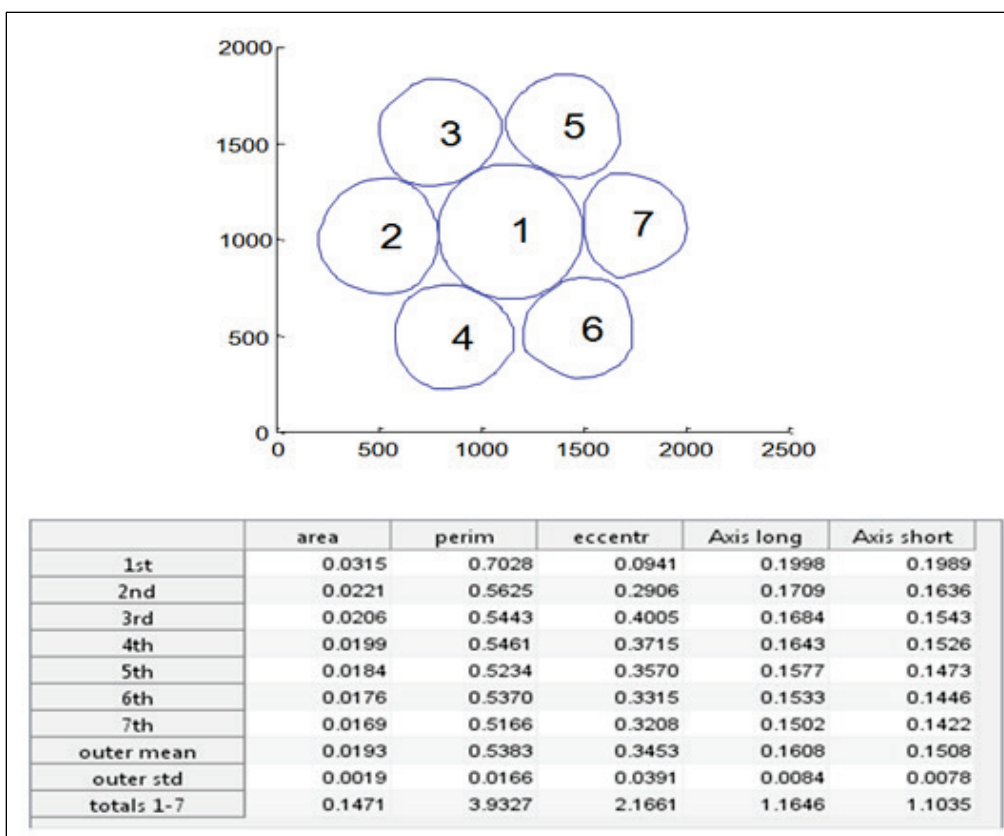 2000
3
5
1500
1
7
2
1000
6
4
500
0
0 500 1000 1500 2000 2500
area perim eccentr Axis long Axis short
1st 0.0315 0.7028 0.0941 0.1998 0.1989
2nd 0.0221 0.5625 0.2906 0.1709 0.1636
3rd 0.0206 0.5443 0.4005 0.1684 0.1543
4th 0.0199 0.5461 0.3715 0.1643 0.1526
5th 0.0184 0.5234 0.3570 0.1577 0.1473
6th 0.0176 0.5370 0.3315 0.1533 0.1446
7th 0.0169 0.5166 0.3208 0.1502 0.1422
outer mean 0.0193 0.5383 0.3453 0.1608 0.1508
outer std 0.0019 0.0166 0.0391 0.0084 0.0078
totals 1-7 0.1471 3.9327 2.1661 1.1646 1.1035